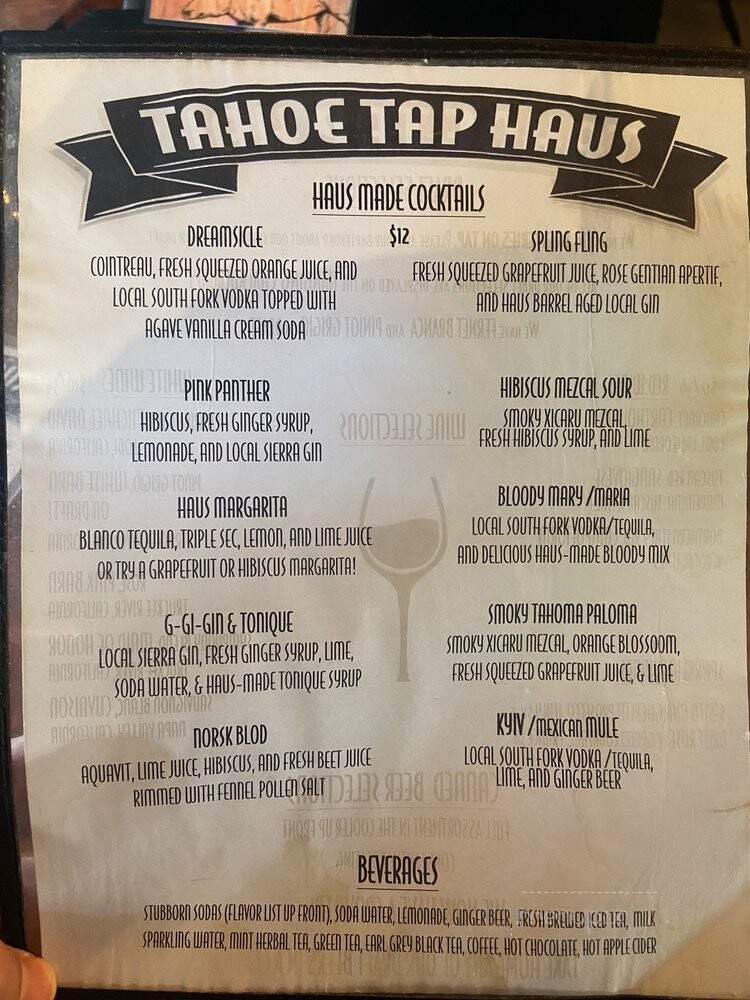 TAHOE TAP HAUS
HAUS MADE COCKTAILS
$12
DREAMSICLE
COINTREAU, FRESH SQUEEZED ORANGE JUICE, AND
LOCAL SOUTH FORK VODKA TOPPED WITH
AGAVE VANILLA CREAM SODA
PINK PANTHER
HIBISCUS, FRESH GINGER SYRUP,
LEMONADE, AND LOCAL SIERRA GIN
HAUS MARGARITA
BLANCO TEQUILA, TRIPLE SEC, LEMON, AND LIME JUICE
OR TRY A GRAPEFRUIT OR HIBISCUS MARGARITA!
G-GI-GIN & TONIQUE
LOCAL SIERRA GIN, FRESH GINGER SYRUP, LIME,
SODA WATER, & HAUS-MADE TONIQUE SYRUP
NORSK BLOD
AQUAVIT, LIME JUICE, HIBISCUS, AND FRESH BEET JUICE
RIMMED WITH FENNEL POLLEN SALT
SPLING FLING
FRESH SQUEEZED GRAPEFRUIT JUICE, ROSE GENTIAN APERTIF,
AND HAUS BARREL AGED LOCAL GIN
HIBISCUS MEZCAL SOUR
SMOKY XICARU MEZCAL,
FRESH HIBISCUS SYRUP, AND LIME
BLOODY MARY /MARIA
LOCAL SOUTH FORK VODKA/TEQUILA,
AND DELICIOUS HAUS-MADE BLOODY MIX
SMOKY TAHOMA PALOMA
SMOKY XICARU MEZCAL, ORANGE BLOSSOOM,
FRESH SQUEEZED GRAPEFRUIT JUICE, & LIME
KYIV /MEXICAN MULE
LOCAL SOUTH FORK VODKA /TEQUILA,
LIME, AND GINGER BEER
BEVERAGES
STUBBORN SODAS (FLAVOR LIST UP FRONT), SODA WATER, LEMONADE, GINGER BEER, FRESH BREWED ICED TEA, MILK
SPARKLING WATER, MINT HERBAL TEA, GREEN TEA, EARL GREY BLACK TEA, COFFEE, HOT CHOCOLATE, HOT APPLE CIDER